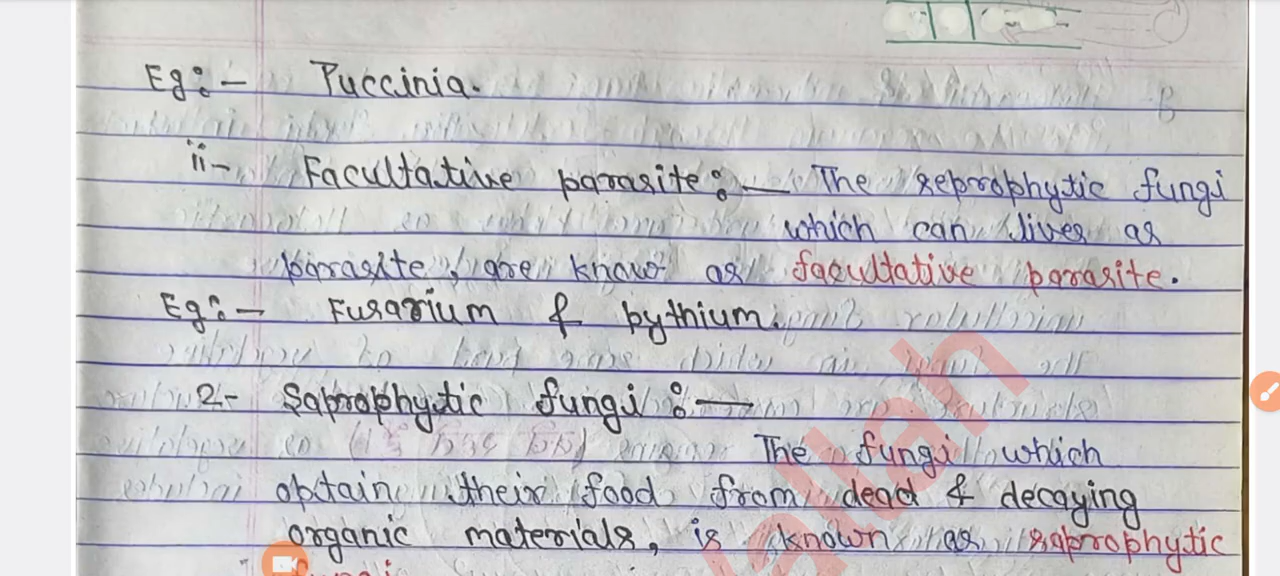 Eg:- Puccinia.
ii- Facultative parasite:- The seprophytic fungi
which can lives as
parasite, are know as facultative parasite.
Eg:- Fusarium & pythium.
2- Saprophytic fungi :-
The fungi which
obtain their food from dead & decaying
organic materials, is known as saprophytic